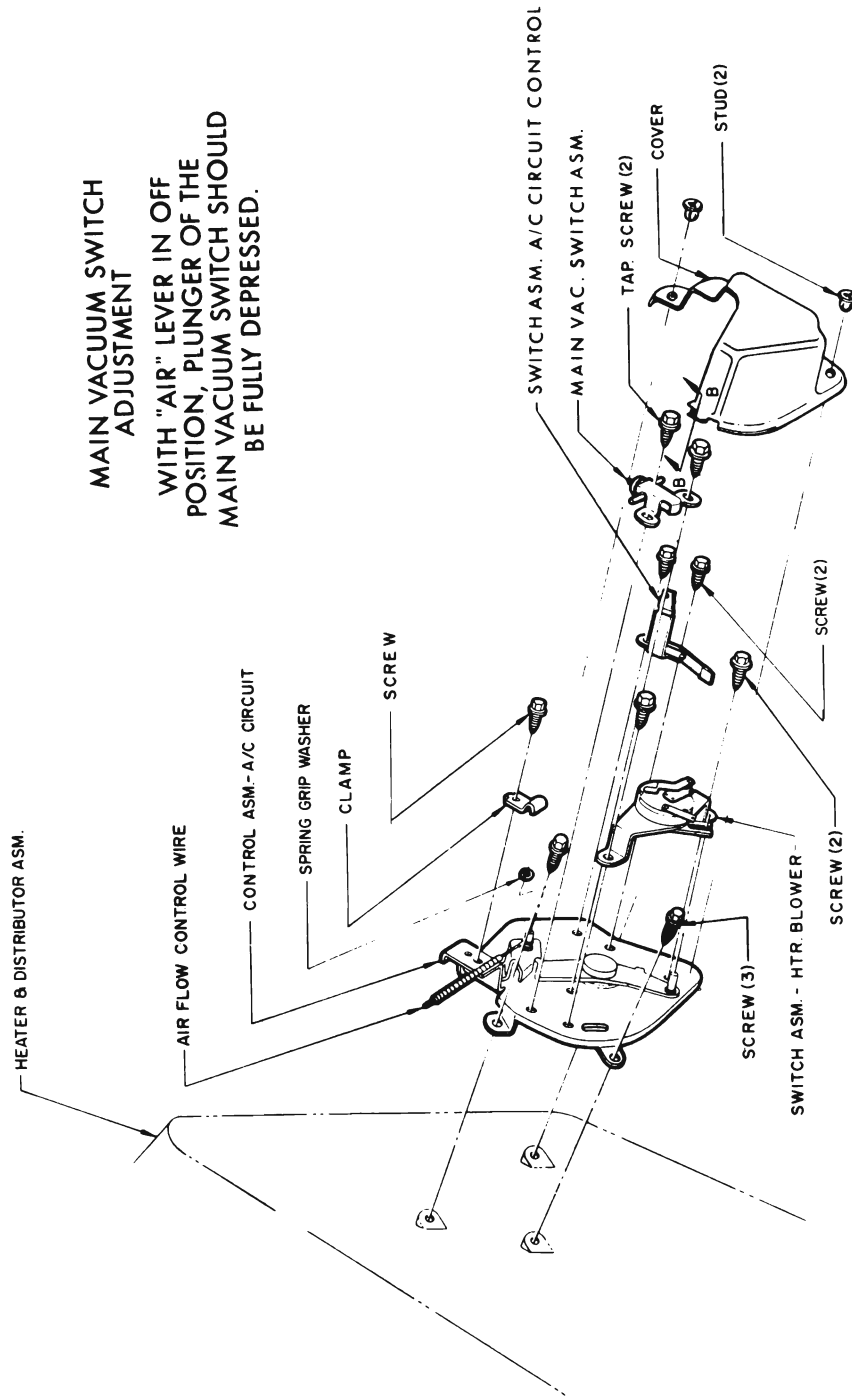 MAIN VACUUM SWITCH
ADJUSTMENT
WITH "AIR" LEVER IN OFF
POSITION, PLUNGER OF THE
MAIN VACUUM SWITCH SHOULD
BE FULLY DEPRESSED.
HEATER & DISTRIBUTOR ASM.
AIR FLOW CONTROL WIRE
CONTROL ASM.-A/C CIRCUIT
SPRING GRIP WASHER
CLAMP
SCREW
SWITCH ASM. A/C CIRCUIT CONTROL
MAIN VAC. SWITCH ASM.
TAP. SCREW (2)
COVER
STUD (2)
B
B
SCREW (3)
SWITCH ASM. - HTR. BLOWER
SCREW (2)
SCREW (2)